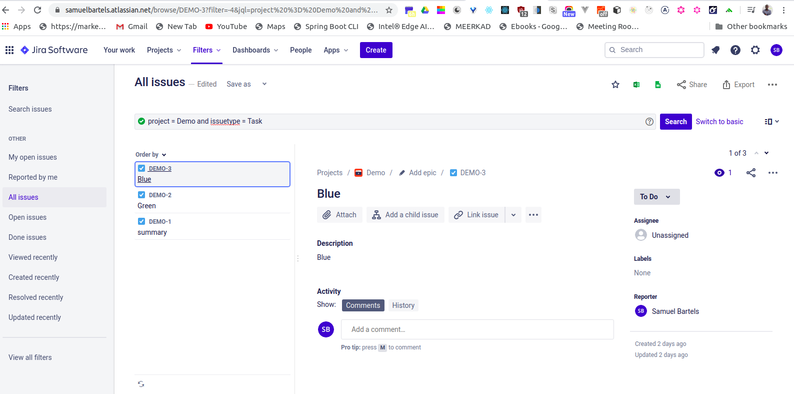 samuelbartels.atlassian.net/browse/DEMO-3?filter=-4&jql=project%20%3D%20Demo%20and%2...
Apps https://marke... Gmail New Tab YouTube Maps Spring Boot CLI Intel® Edge AI... MEERKAD Ebooks - Goog... Meeting Roo... Other bookmarks
New
12
off
Jira Software Your work Projects Filters Dashboards People Apps Create Search SB
Filters
Search issues
OTHER
My open issues
Reported by me
All issues
Open issues
Done issues
Viewed recently
Created recently
Resolved recently
Updated recently
View all filters
All issues — Edited Save as Share Export
project = Demo and issuetype = Task
Search Switch to basic
Order by
DEMO-3
Blue
DEMO-2
Green
DEMO-1
summary
1 of 3
Projects / Demo / Add epic / DEMO-3
1
Blue
Attach Add a child issue Link issue
Description
Blue
Activity
Show: Comments History
SB Add a comment...
Pro tip: press M to comment
To Do
Assignee
Unassigned
Labels
None
Reporter
SB Samuel Bartels
Created 2 days ago
Updated 2 days ago